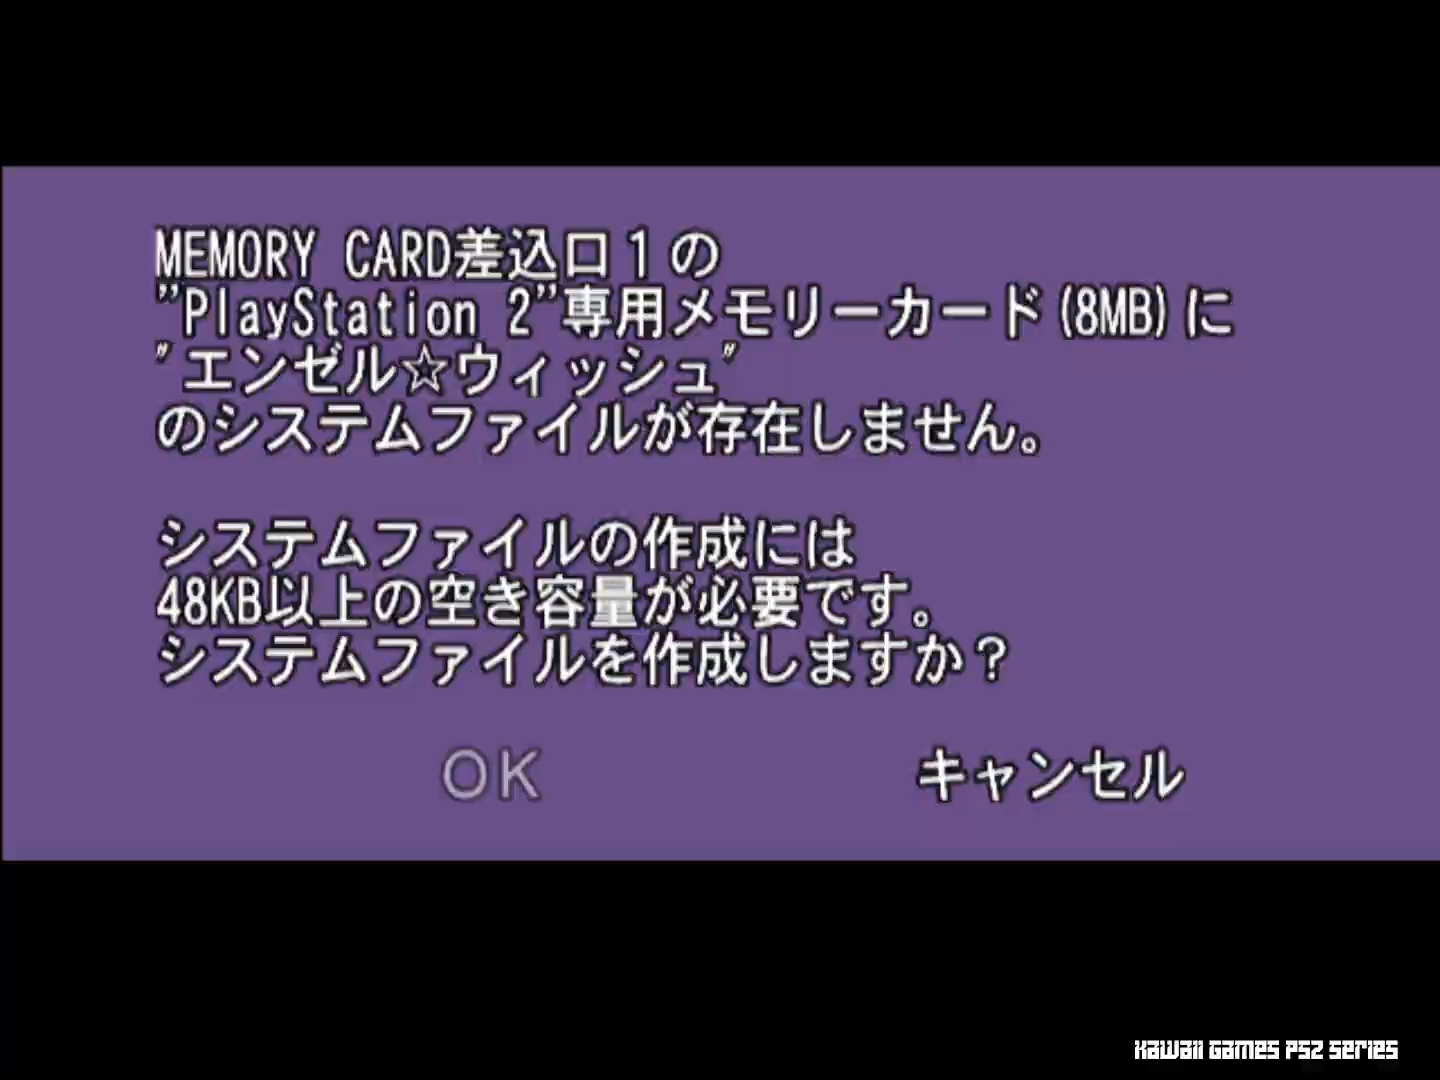 MEMORY CARD差込口１の
"PlayStation 2"専用メモリーカード(8MB)に
"エンゼル☆ウィッシュ"
のシステムファイルが存在しません。
システムファイルの作成には
48KB以上の空き容量が必要です。
システムファイルを作成しますか？
OK キャンセル
Kawaii Games PS2 Series